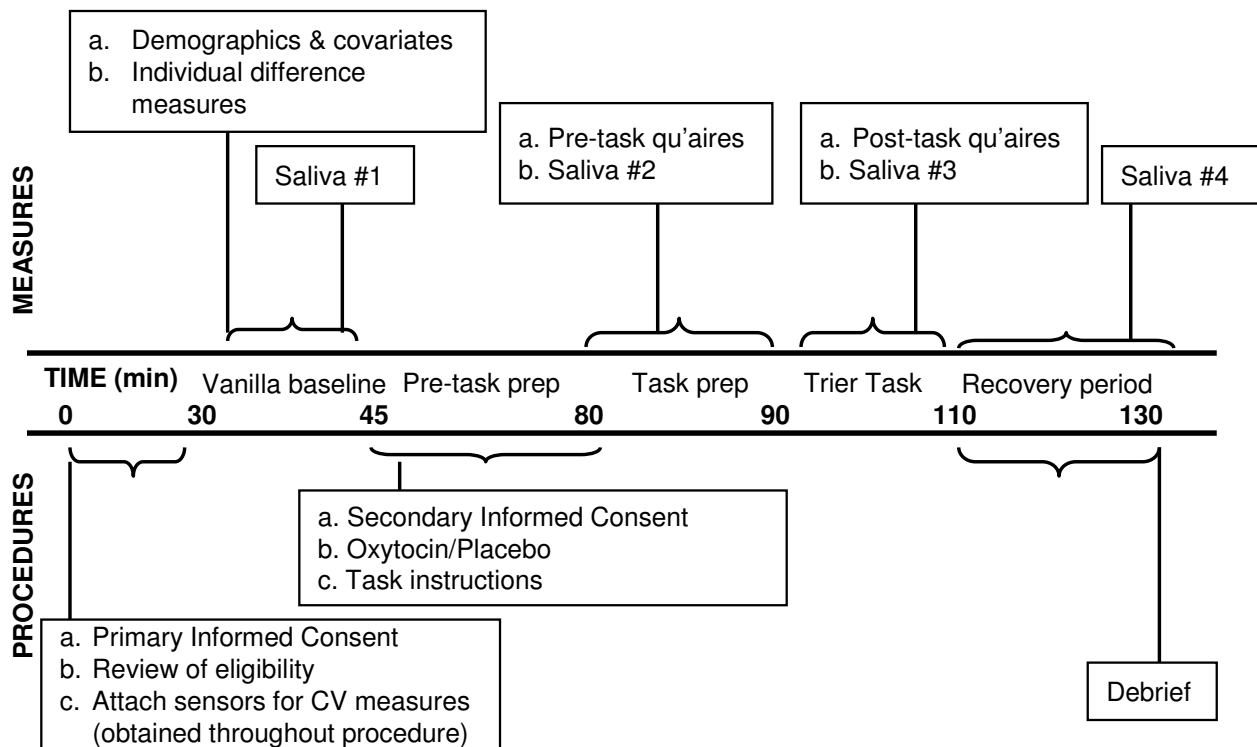 a. Demographics & covariates
b. Individual difference
measures
Saliva #1
a. Pre-task qu’aires
b. Saliva #2
a. Post-task qu’aires
b. Saliva #3
Saliva #4
MEASURES
TIME (min) Vanilla baseline Pre-task prep Task prep Trier Task Recovery period
0 30 45 80 90 110 130
PROCEDURES
a. Secondary Informed Consent
b. Oxytocin/Placebo
c. Task instructions
a. Primary Informed Consent
b. Review of eligibility
c. Attach sensors for CV measures
(obtained throughout procedure)
Debrief